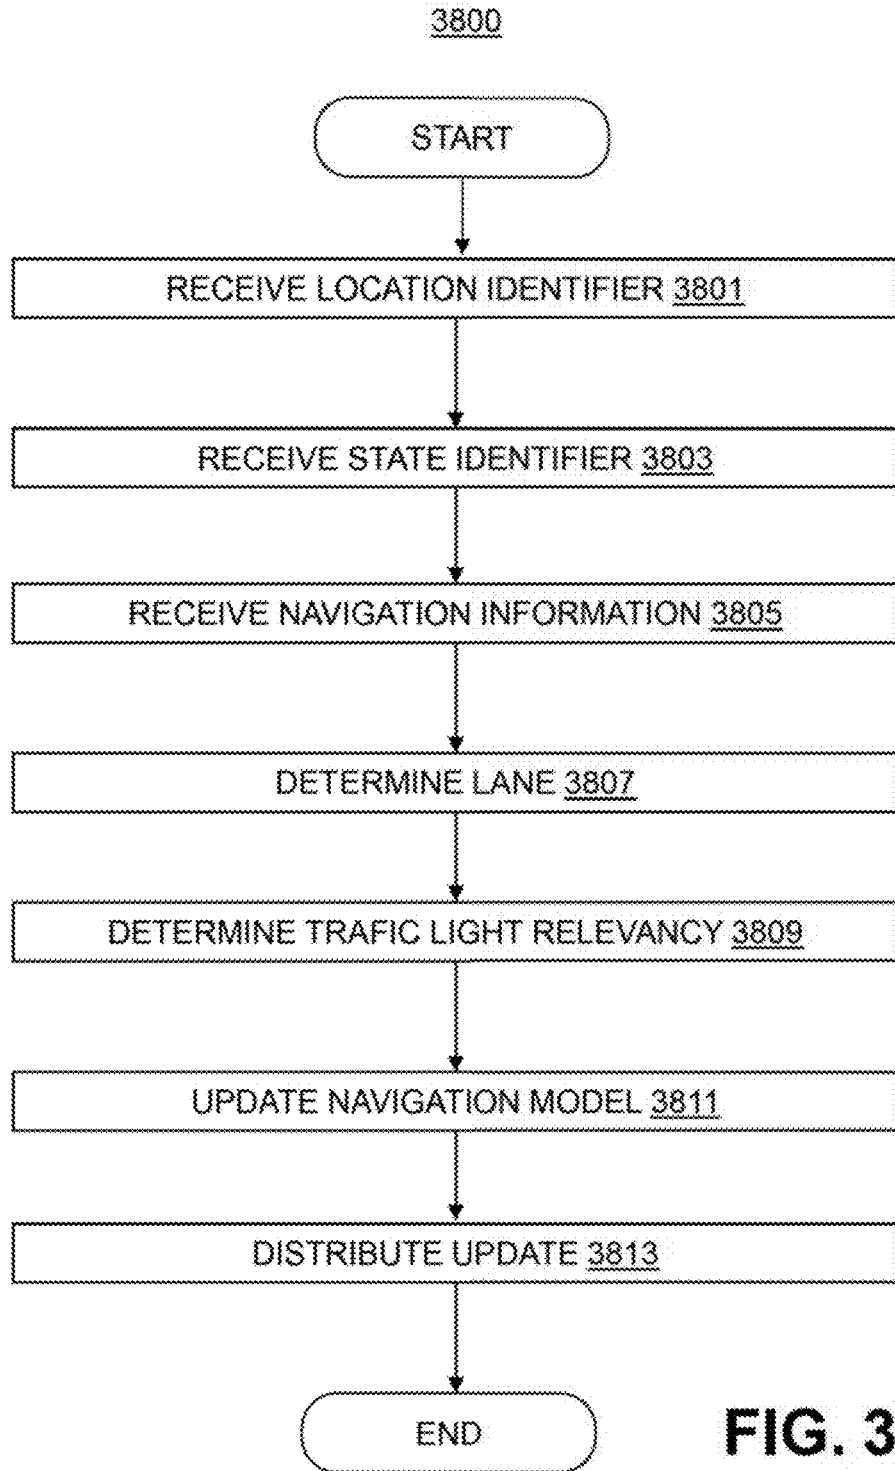 3800
START
RECEIVE LOCATION IDENTIFIER 3801
RECEIVE STATE IDENTIFIER 3803
RECEIVE NAVIGATION INFORMATION 3805
DETERMINE LANE 3807
DETERMINE TRAFIC LIGHT RELEVANCY 3809
UPDATE NAVIGATION MODEL 3811
DISTRIBUTE UPDATE 3813
END
FIG. 3